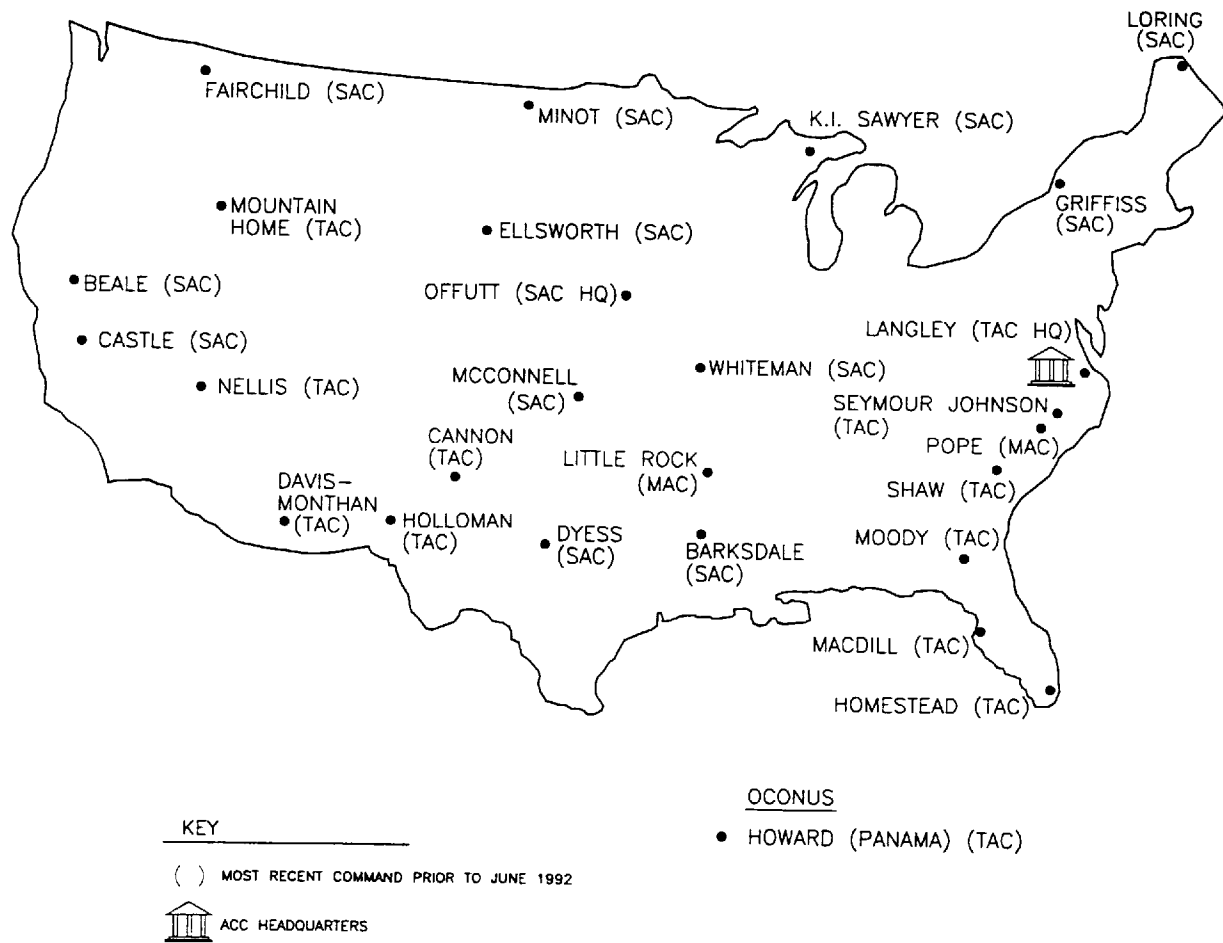 LORING
(SAC)
FAIRCHILD (SAC)
MINOT (SAC)
K.I. SAWYER (SAC)
GRIFFISS
(SAC)
MOUNTAIN
HOME (TAC)
ELLSWORTH (SAC)
BEALE (SAC)
OFFUTT (SAC HQ)
LANGLEY (TAC HQ)
CASTLE (SAC)
WHITEMAN (SAC)
NELLIS (TAC)
MCCONNELL
(SAC)
SEYMOUR JOHNSON
(TAC)
POPE (MAC)
CANNON
(TAC)
LITTLE ROCK
(MAC)
SHAW (TAC)
DAVIS–
MONTHAN
(TAC)
HOLLOMAN
(TAC)
DYESS
(SAC)
BARKSDALE
(SAC)
MOODY (TAC)
MACDILL (TAC)
HOMESTEAD (TAC)
OCONUS
HOWARD (PANAMA) (TAC)
KEY
( ) MOST RECENT COMMAND PRIOR TO JUNE 1992
ACC HEADQUARTERS